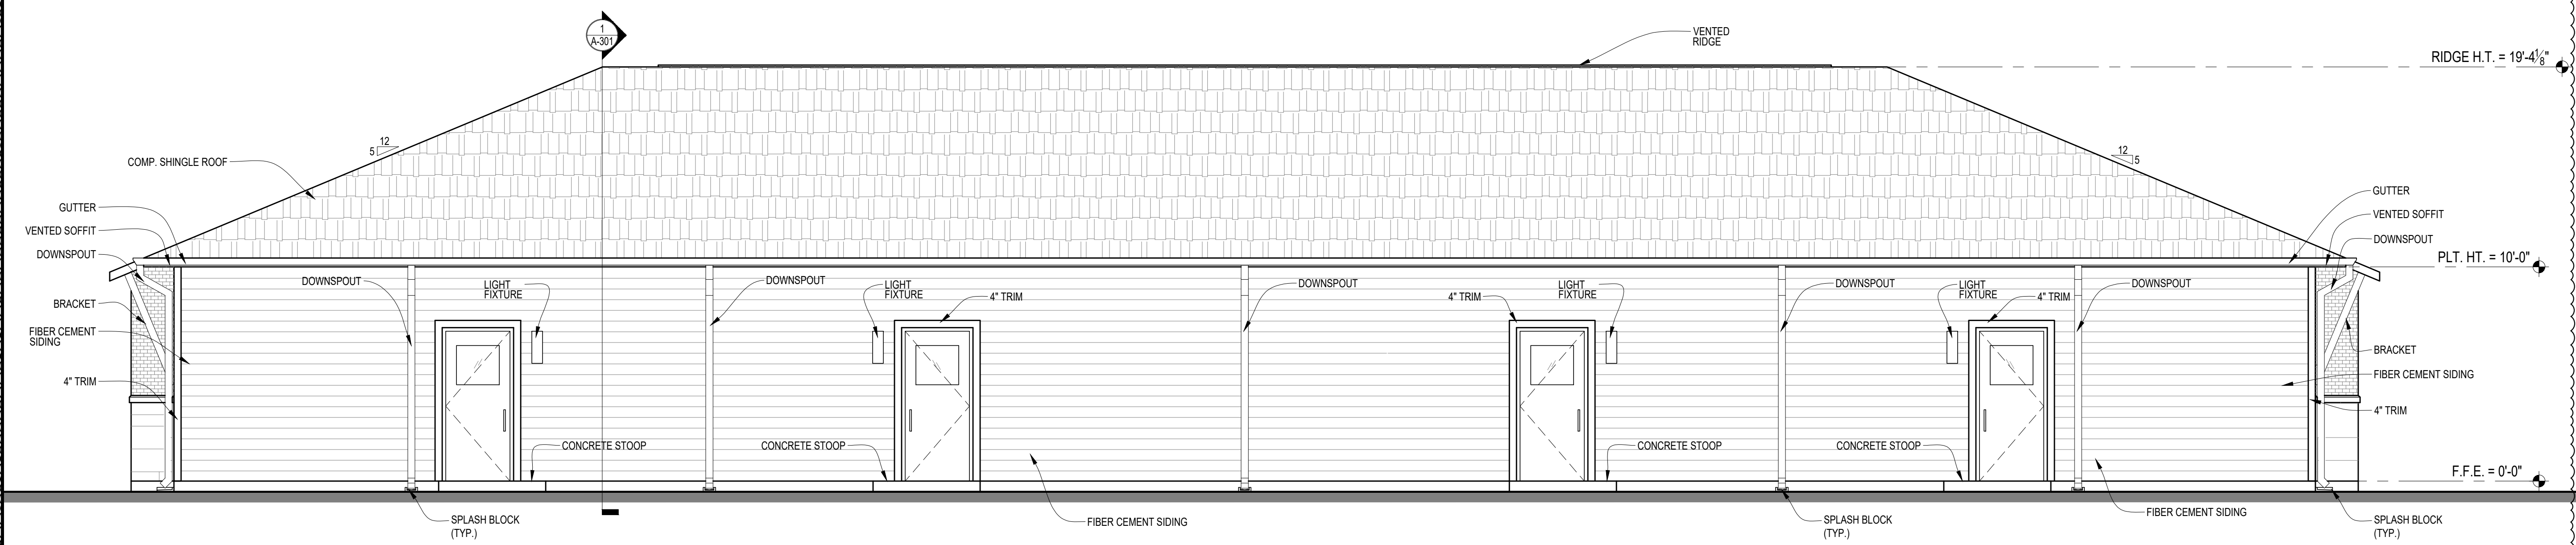 1
A-301
VENTED
RIDGE
RIDGE H.T. = 19'-4 1/8"
12
5
12
5
COMP. SHINGLE ROOF
GUTTER
VENTED SOFFIT
DOWNSPOUT
BRACKET
FIBER CEMENT
SIDING
4" TRIM
GUTTER
VENTED SOFFIT
DOWNSPOUT
PLT. HT. = 10'-0"
DOWNSPOUT
LIGHT
FIXTURE
DOWNSPOUT
LIGHT
FIXTURE
4" TRIM
DOWNSPOUT
4" TRIM
LIGHT
FIXTURE
DOWNSPOUT
LIGHT
FIXTURE
4" TRIM
DOWNSPOUT
BRACKET
FIBER CEMENT SIDING
4" TRIM
CONCRETE STOOP
CONCRETE STOOP
CONCRETE STOOP
CONCRETE STOOP
F.F.E. = 0'-0"
SPLASH BLOCK
(TYP.)
FIBER CEMENT SIDING
SPLASH BLOCK
(TYP.)
FIBER CEMENT SIDING
SPLASH BLOCK
(TYP.)